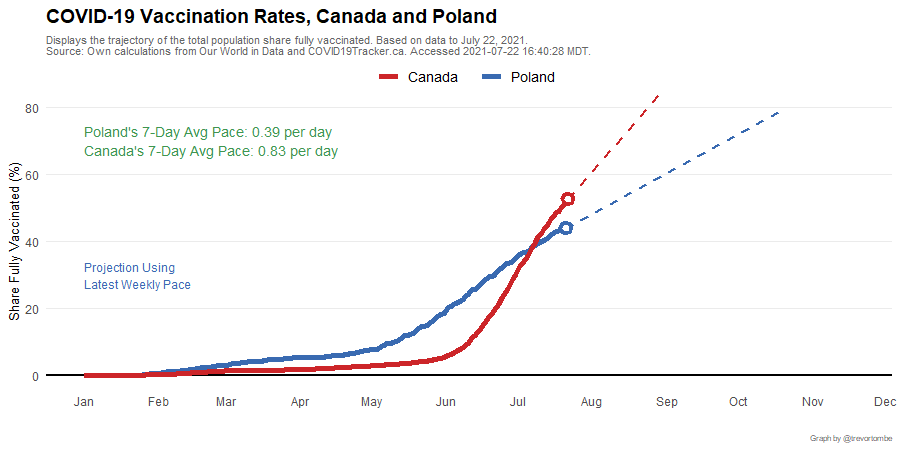 COVID-19 Vaccination Rates, Canada and Poland
Displays the trajectory of the total population share fully vaccinated. Based on data to July 22, 2021.
Source: Own calculations from Our World in Data and COVID19Tracker.ca. Accessed 2021-07-22 16:40:28 MDT.
Canada
Poland
Share Fully Vaccinated (%)
80
60
40
20
0
Poland's 7-Day Avg Pace: 0.39 per day
Canada's 7-Day Avg Pace: 0.83 per day
Projection Using
Latest Weekly Pace
Jan Feb Mar Apr May Jun Jul Aug Sep Oct Nov Dec
Graph by @trevortombe